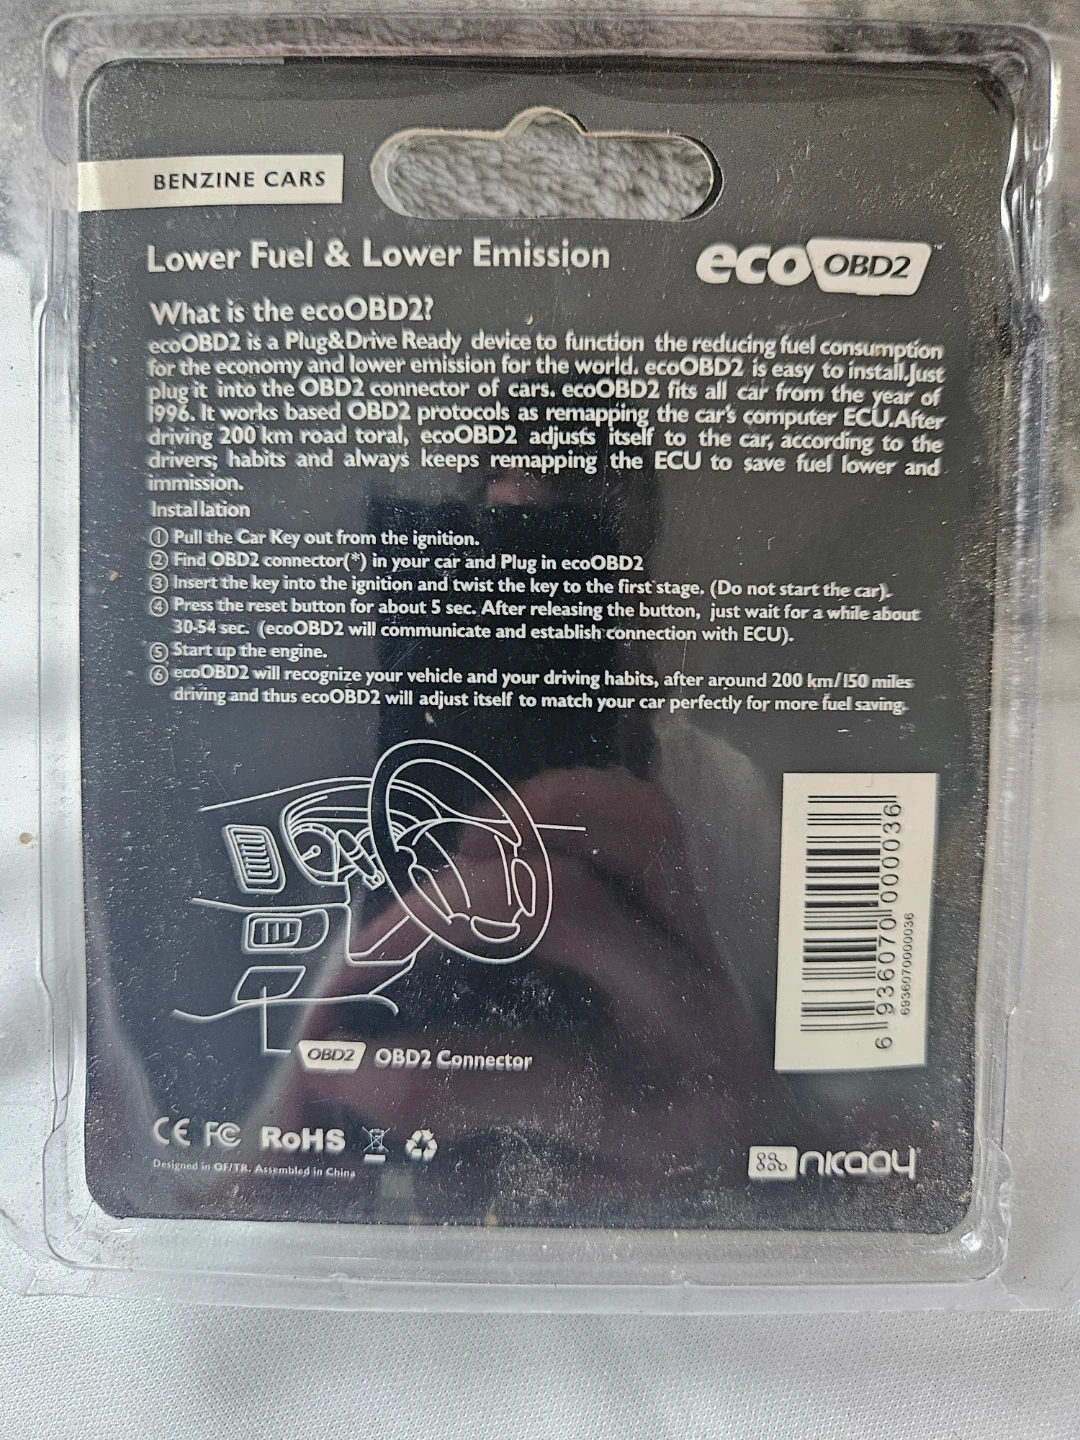 BENZINE CARS
Lower Fuel & Lower Emission
eco OBD2™
What is the ecoOBD2?
ecoOBD2 is a Plug&Drive Ready device to function the reducing fuel consumption
for the economy and lower emission for the world. ecoOBD2 is easy to install.Just
plug it into the OBD2 connector of cars. ecoOBD2 fits all car from the year of
1996. It works based OBD2 protocols as remapping the car's computer ECU.After
driving 200 km road toral, ecoOBD2 adjusts itself to the car, according to the
drivers; habits and always keeps remapping the ECU to save fuel lower and
immission.
Installation
① Pull the Car Key out from the ignition.
② Find OBD2 connector(*) in your car and Plug in ecoOBD2
③ Insert the key into the ignition and twist the key to the first stage. (Do not start the car).
④ Press the reset button for about 5 sec. After releasing the button, just wait for a while about
30-54 sec. (ecoOBD2 will communicate and establish connection with ECU).
⑤ Start up the engine.
⑥ ecoOBD2 will recognize your vehicle and your driving habits, after around 200 km/150 miles
driving and thus ecoOBD2 will adjust itself to match your car perfectly for more fuel saving.
6 936070 000036
6936070000036
OBD2 OBD2 Connector
CE FC RoHS
Designed in OF/TR. Assembled in China
nicaay